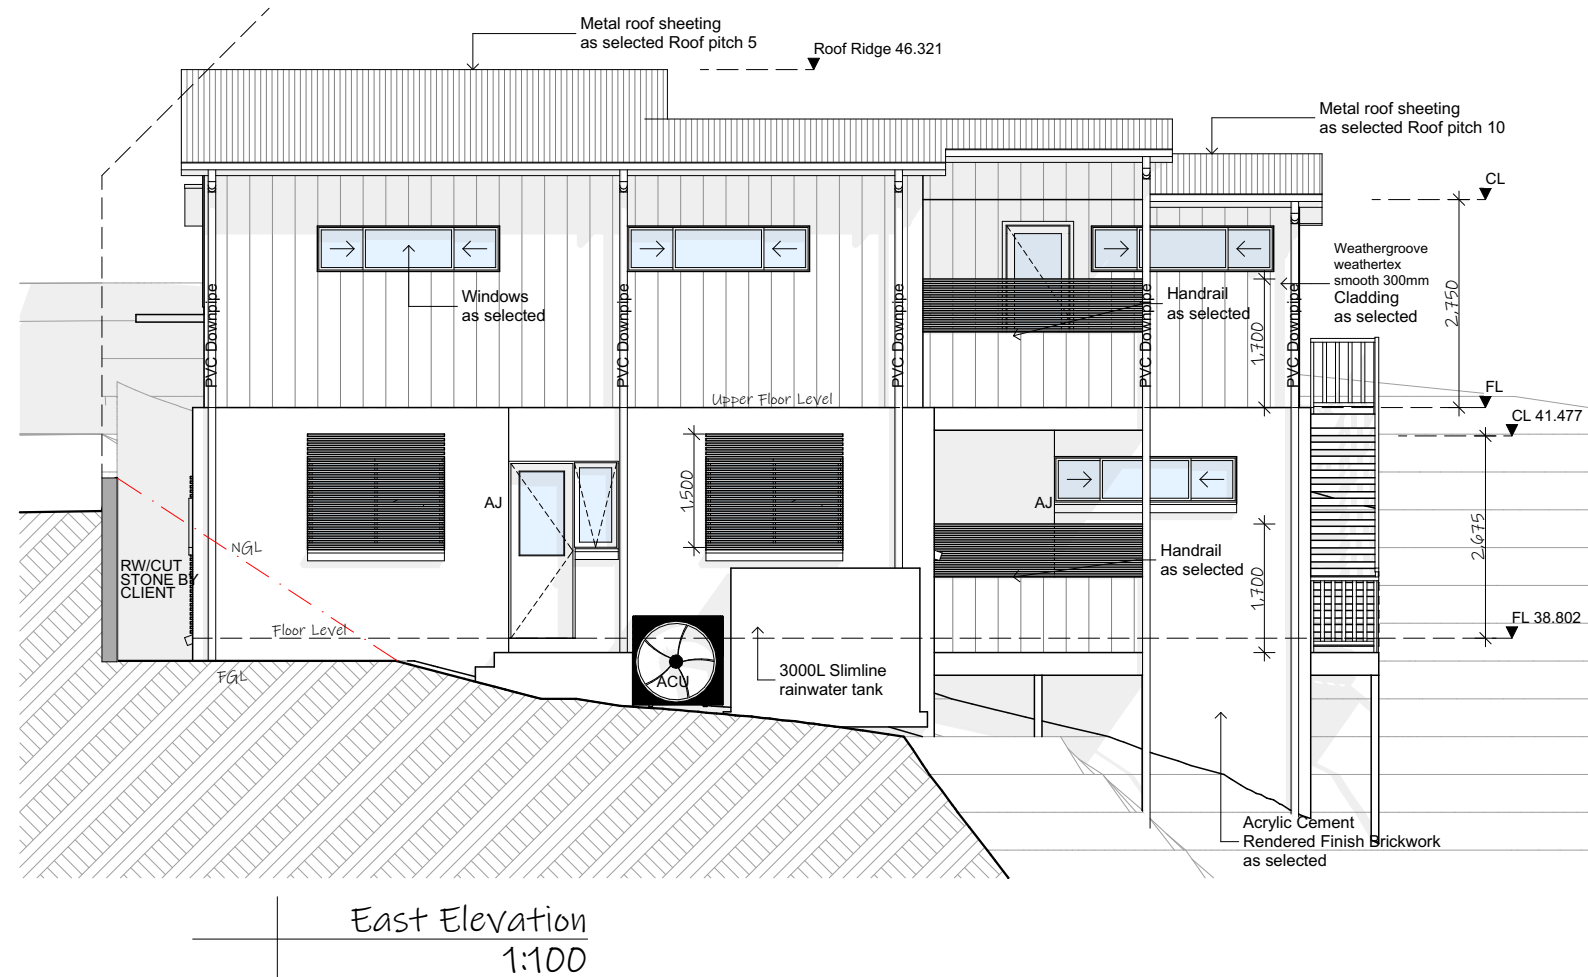 Metal roof sheeting
as selected Roof pitch 5
Roof Ridge 46.321
Metal roof sheeting
as selected Roof pitch 10
CL
Weathergroove
weathertex
smooth 300mm
Cladding
as selected
2,750
Windows
as selected
Handrail
as selected
1,700
PVC Downpipe
PVC Downpipe
PVC Downpipe
PVC Downpipe
PVC Downpipe
Upper Floor Level
FL
CL 41.477
AJ
1,500
AJ
2,675
NGL
RW/CUT
STONE BY
CLIENT
Handrail
as selected
1,700
Floor Level
FL 38.802
FGL
ACU
3000L Slimline
rainwater tank
Acrylic Cement
Rendered Finish Brickwork
as selected
East Elevation
1:100